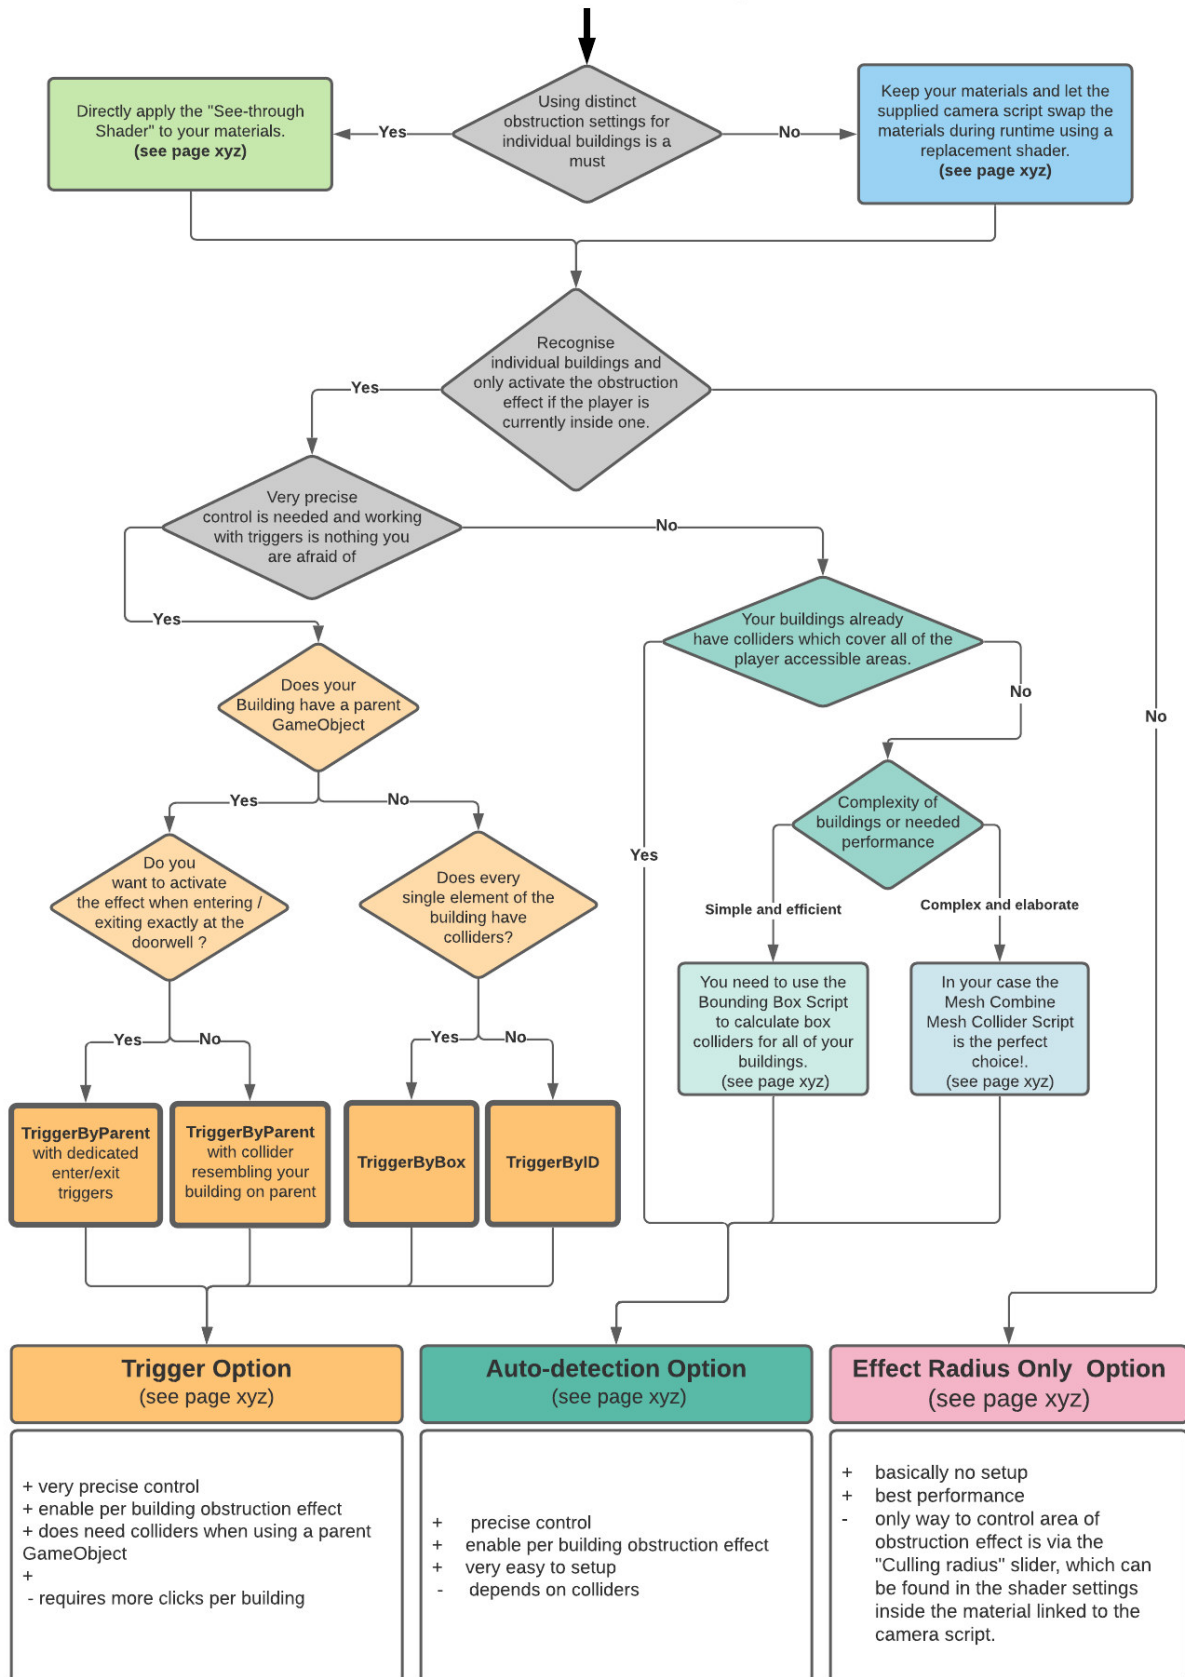 Using distinct
obstruction settings for
individual buildings is a
must
Yes
No
Directly apply the "See-through
Shader" to your materials.
(see page xyz)
Keep your materials and let the
supplied camera script swap the
materials during runtime using a
replacement shader.
(see page xyz)
Recognise
individual buildings and
only activate the obstruction
effect if the player is
currently inside one.
Yes
No
Very precise
control is needed and working
with triggers is nothing you
are afraid of
Yes
No
Does your
Building have a parent
GameObject
Yes
No
Do you
want to activate
the effect when entering /
exiting exactly at the
doorwell ?
Yes
No
Does every
single element of the
building have
colliders?
Yes
No
Your buildings already
have colliders which cover all of the
player accessible areas.
Yes
No
Complexity of
buildings or needed
performance
Simple and efficient
Complex and elaborate
You need to use the
Bounding Box Script
to calculate box
colliders for all of your
buildings.
(see page xyz)
In your case the
Mesh Combine
Mesh Collider Script
is the perfect
choice!.
(see page xyz)
TriggerByParent
with dedicated
enter/exit
triggers
TriggerByParent
with collider
resembling your
building on parent
TriggerByBox
TriggerByID
Trigger Option
(see page xyz)
+ very precise control
+ enable per building obstruction effect
+ does need colliders when using a parent
GameObject
+
- requires more clicks per building
Auto-detection Option
(see page xyz)
+ precise control
+ enable per building obstruction effect
+ very easy to setup
- depends on colliders
Effect Radius Only Option
(see page xyz)
+ basically no setup
+ best performance
- only way to control area of
obstruction effect is via the
"Culling radius" slider, which can
be found in the shader settings
inside the material linked to the
camera script.